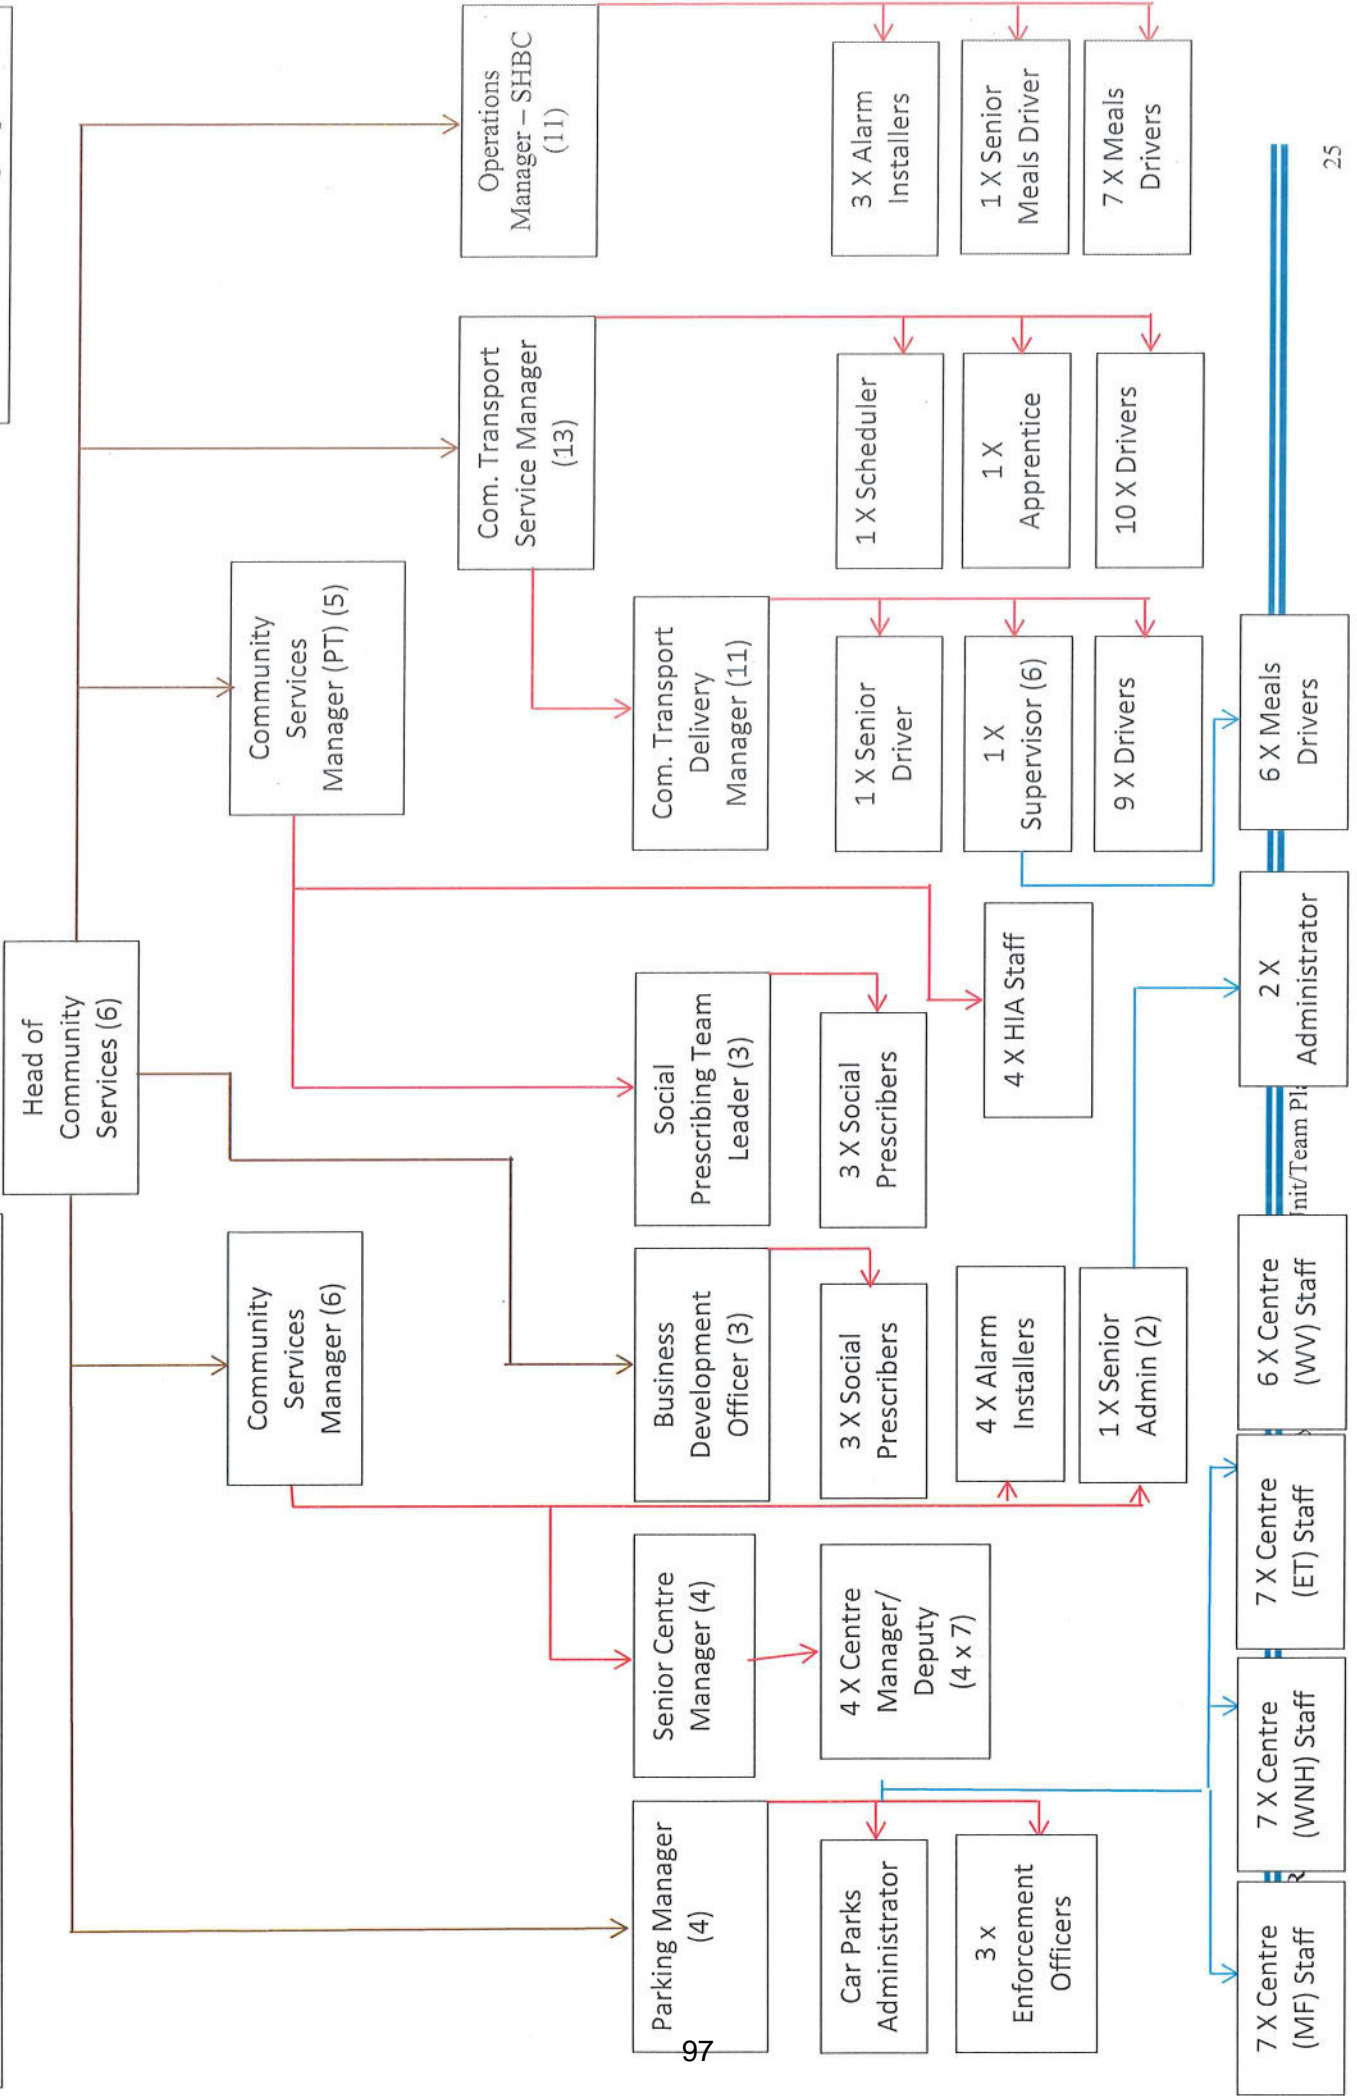 Head of
Community
Services (6)
Community
Services
Manager (6)
Community
Services
Manager (PT) (5)
Parking Manager
(4)
Senior Centre
Manager (4)
Business
Development
Officer (3)
Social
Prescribing Team
Leader (3)
Com. Transport
Delivery
Manager (11)
Com. Transport
Service Manager
(13)
Operations
Manager – SHBC
(11)
Car Parks
Administrator
3 x
Enforcement
Officers
4 X Centre
Manager/
Deputy
(4 x 7)
3 X Social
Prescribers
4 X Alarm
Installers
1 X Senior
Admin (2)
3 X Social
Prescribers
4 X HIA Staff
1 X Senior
Driver
1 X
Supervisor (6)
9 X Drivers
1 X Scheduler
1 X
Apprentice
10 X Drivers
3 X Alarm
Installers
1 X Senior
Meals Driver
7 X Meals
Drivers
7 X Centre
(MF) Staff
7 X Centre
(WNH) Staff
7 X Centre
(ET) Staff
6 X Centre
(WV) Staff
2 X
Administrator
6 X Meals
Drivers
25
97